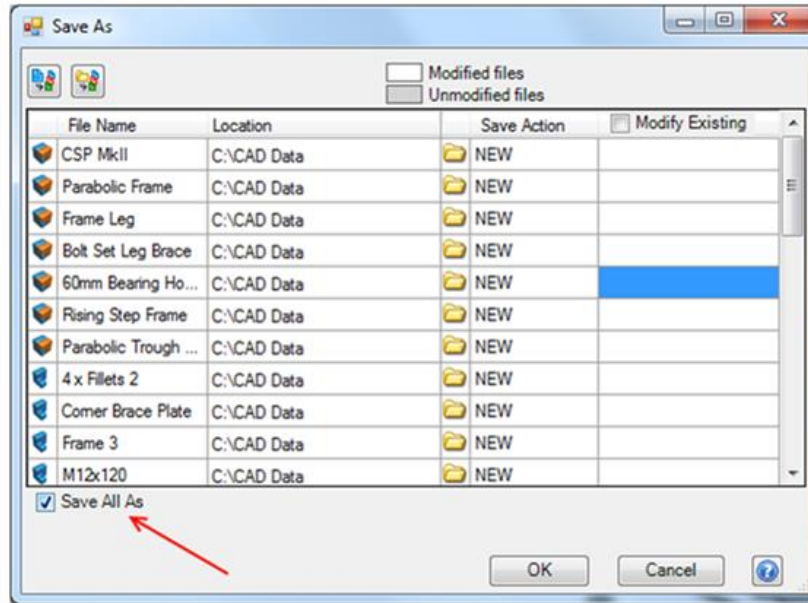 Save As
Modified files
Unmodified files
File Name Location Save Action Modify Existing
CSP MkII C:\CAD Data NEW
Parabolic Frame C:\CAD Data NEW
Frame Leg C:\CAD Data NEW
Bolt Set Leg Brace C:\CAD Data NEW
60mm Bearing Ho... C:\CAD Data NEW
Rising Step Frame C:\CAD Data NEW
Parabolic Trough ... C:\CAD Data NEW
4 x Fillets 2 C:\CAD Data NEW
Corner Brace Plate C:\CAD Data NEW
Frame 3 C:\CAD Data NEW
M12x120 C:\CAD Data NEW
Save All As
OK Cancel ?